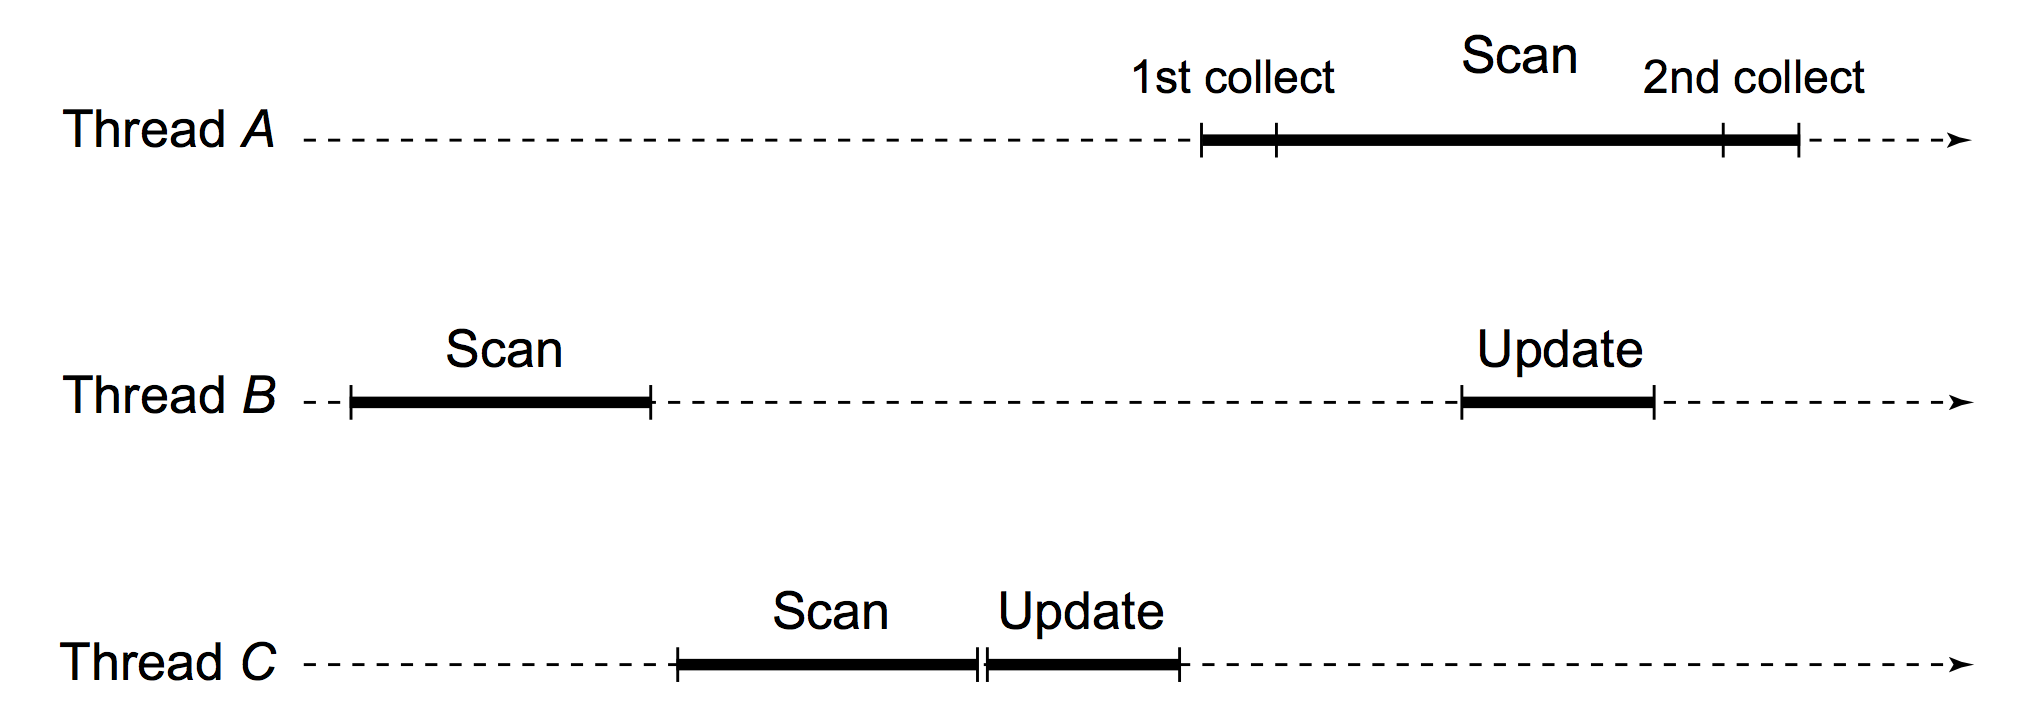 Scan
1st collect 2nd collect
Thread A
Scan Update
Thread B
Scan Update
Thread C